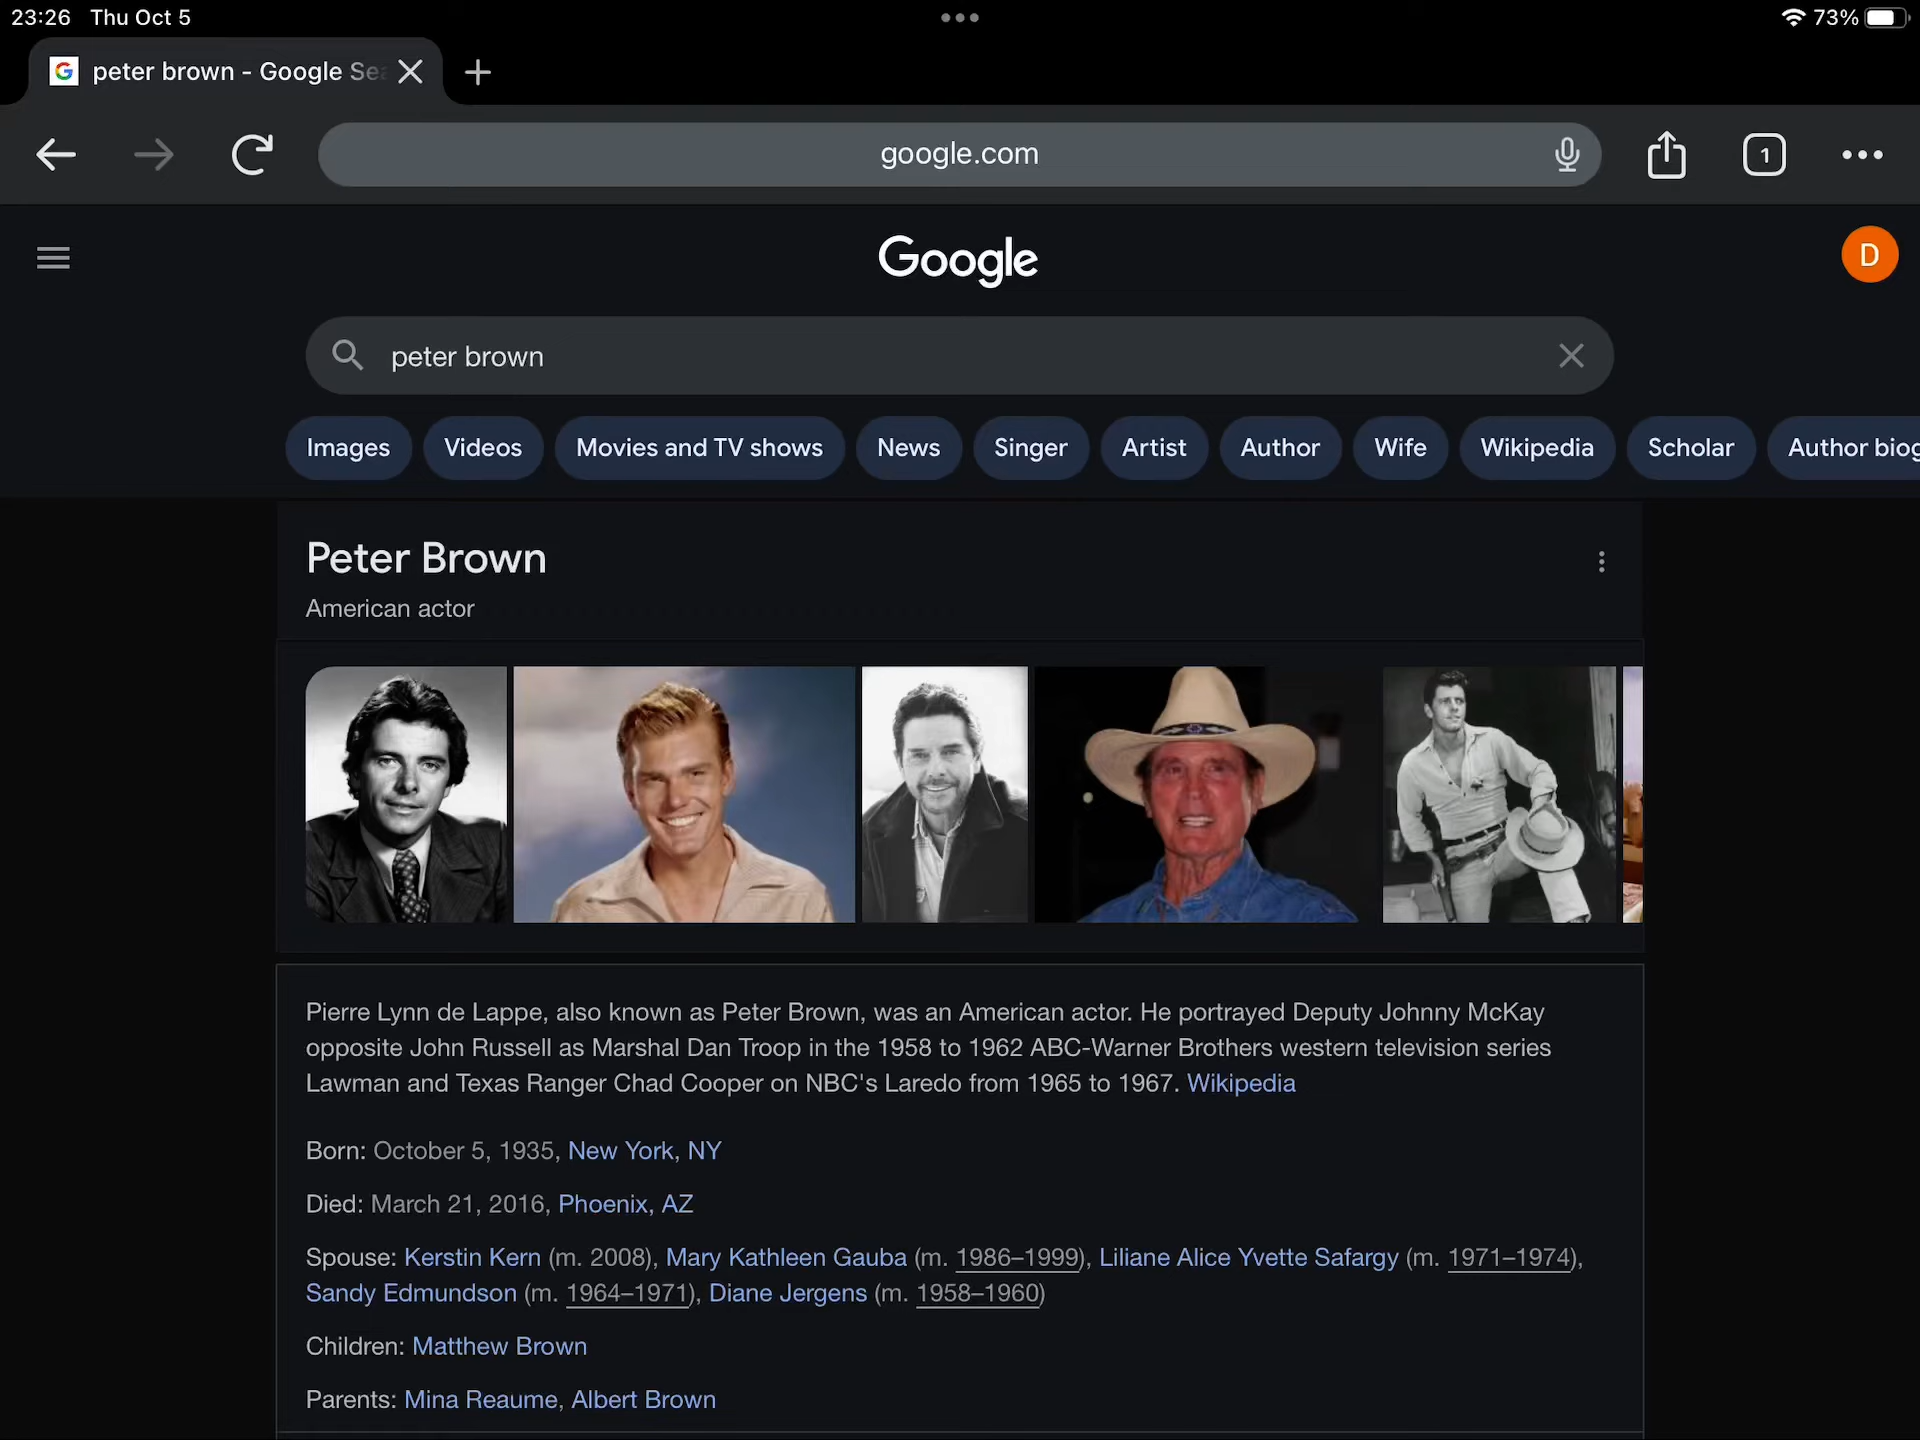 23:26 Thu Oct 5
73%
peter brown - Google Sea
google.com
1
Google
D
peter brown
Images Videos Movies and TV shows News Singer Artist Author Wife Wikipedia Scholar Author biog
Peter Brown
American actor
Pierre Lynn de Lappe, also known as Peter Brown, was an American actor. He portrayed Deputy Johnny McKay
opposite John Russell as Marshal Dan Troop in the 1958 to 1962 ABC-Warner Brothers western television series
Lawman and Texas Ranger Chad Cooper on NBC's Laredo from 1965 to 1967. Wikipedia
Born: October 5, 1935, New York, NY
Died: March 21, 2016, Phoenix, AZ
Spouse: Kerstin Kern (m. 2008), Mary Kathleen Gauba (m. 1986–1999), Liliane Alice Yvette Safargy (m. 1971–1974),
Sandy Edmundson (m. 1964–1971), Diane Jergens (m. 1958–1960)
Children: Matthew Brown
Parents: Mina Reaume, Albert Brown